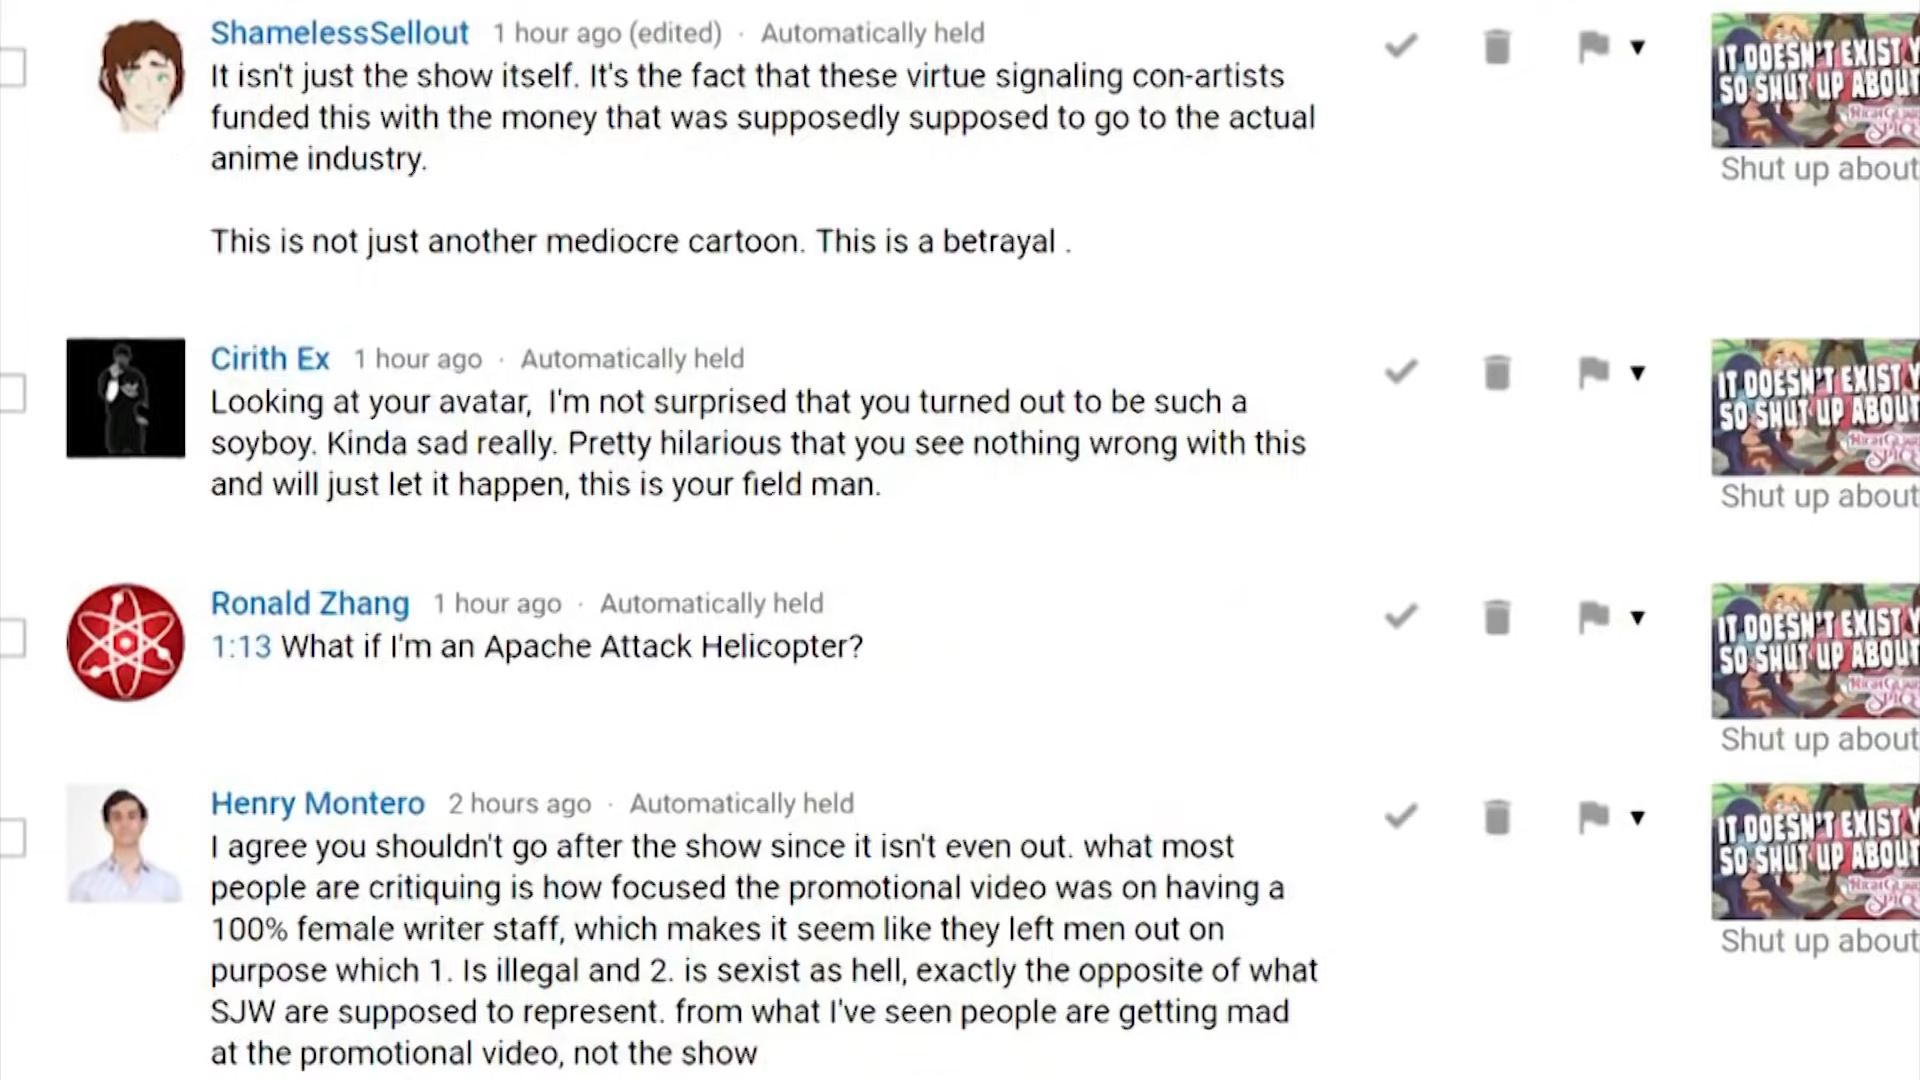 ShamelessSellout 1 hour ago (edited) · Automatically held
It isn't just the show itself. It's the fact that these virtue signaling con-artists
funded this with the money that was supposedly supposed to go to the actual
anime industry.
This is not just another mediocre cartoon. This is a betrayal .
IT DOESN'T EXIST Y
SO SHUT UP ABOUT
HIGH GUARD
SPICE
Shut up about
Cirith Ex 1 hour ago · Automatically held
Looking at your avatar, I'm not surprised that you turned out to be such a
soyboy. Kinda sad really. Pretty hilarious that you see nothing wrong with this
and will just let it happen, this is your field man.
IT DOESN'T EXIST Y
SO SHUT UP ABOUT
HIGH GUARD
SPICE
Shut up about
Ronald Zhang 1 hour ago · Automatically held
1:13 What if I'm an Apache Attack Helicopter?
IT DOESN'T EXIST Y
SO SHUT UP ABOUT
HIGH GUARD
SPICE
Shut up about
Henry Montero 2 hours ago · Automatically held
I agree you shouldn't go after the show since it isn't even out. what most
people are critiquing is how focused the promotional video was on having a
100% female writer staff, which makes it seem like they left men out on
purpose which 1. Is illegal and 2. is sexist as hell, exactly the opposite of what
SJW are supposed to represent. from what I've seen people are getting mad
at the promotional video, not the show
IT DOESN'T EXIST Y
SO SHUT UP ABOUT
HIGH GUARD
SPICE
Shut up about